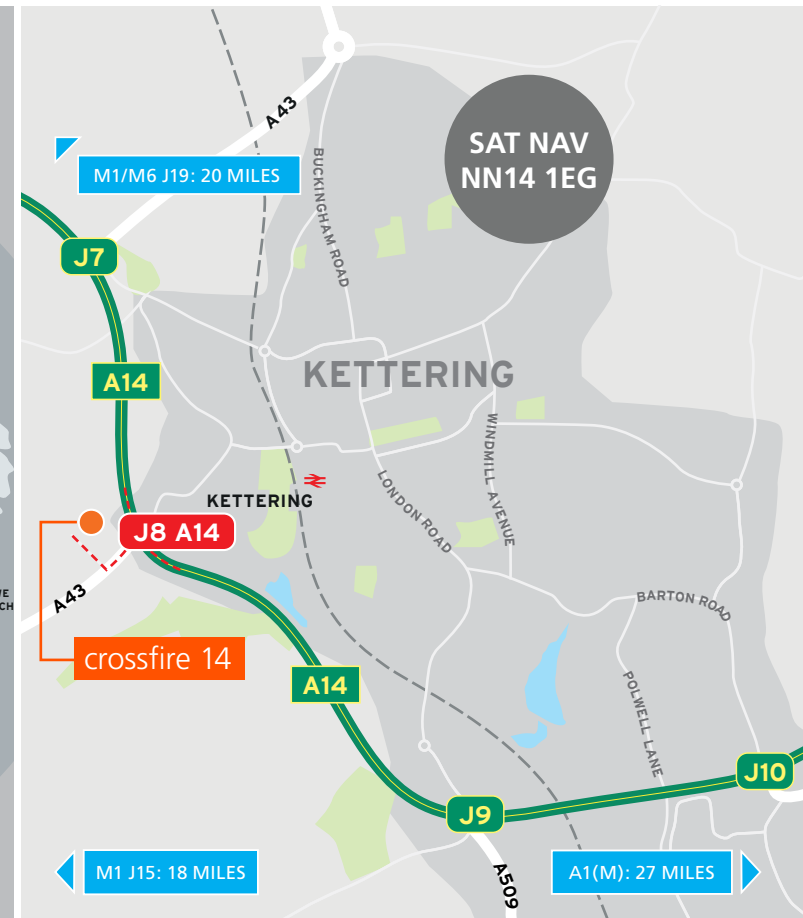 A43
SAT NAV
NN14 1EG
M1/M6 J19: 20 MILES
BUCKINGHAM ROAD
J7
KETTERING
A14
WINDMILL AVENUE
KETTERING
LONDON ROAD
J8 A14
A43
WE
CH
BARTON ROAD
crossfire 14
A14
POLWELL LANE
J10
J9
M1 J15: 18 MILES
A509
A1(M): 27 MILES